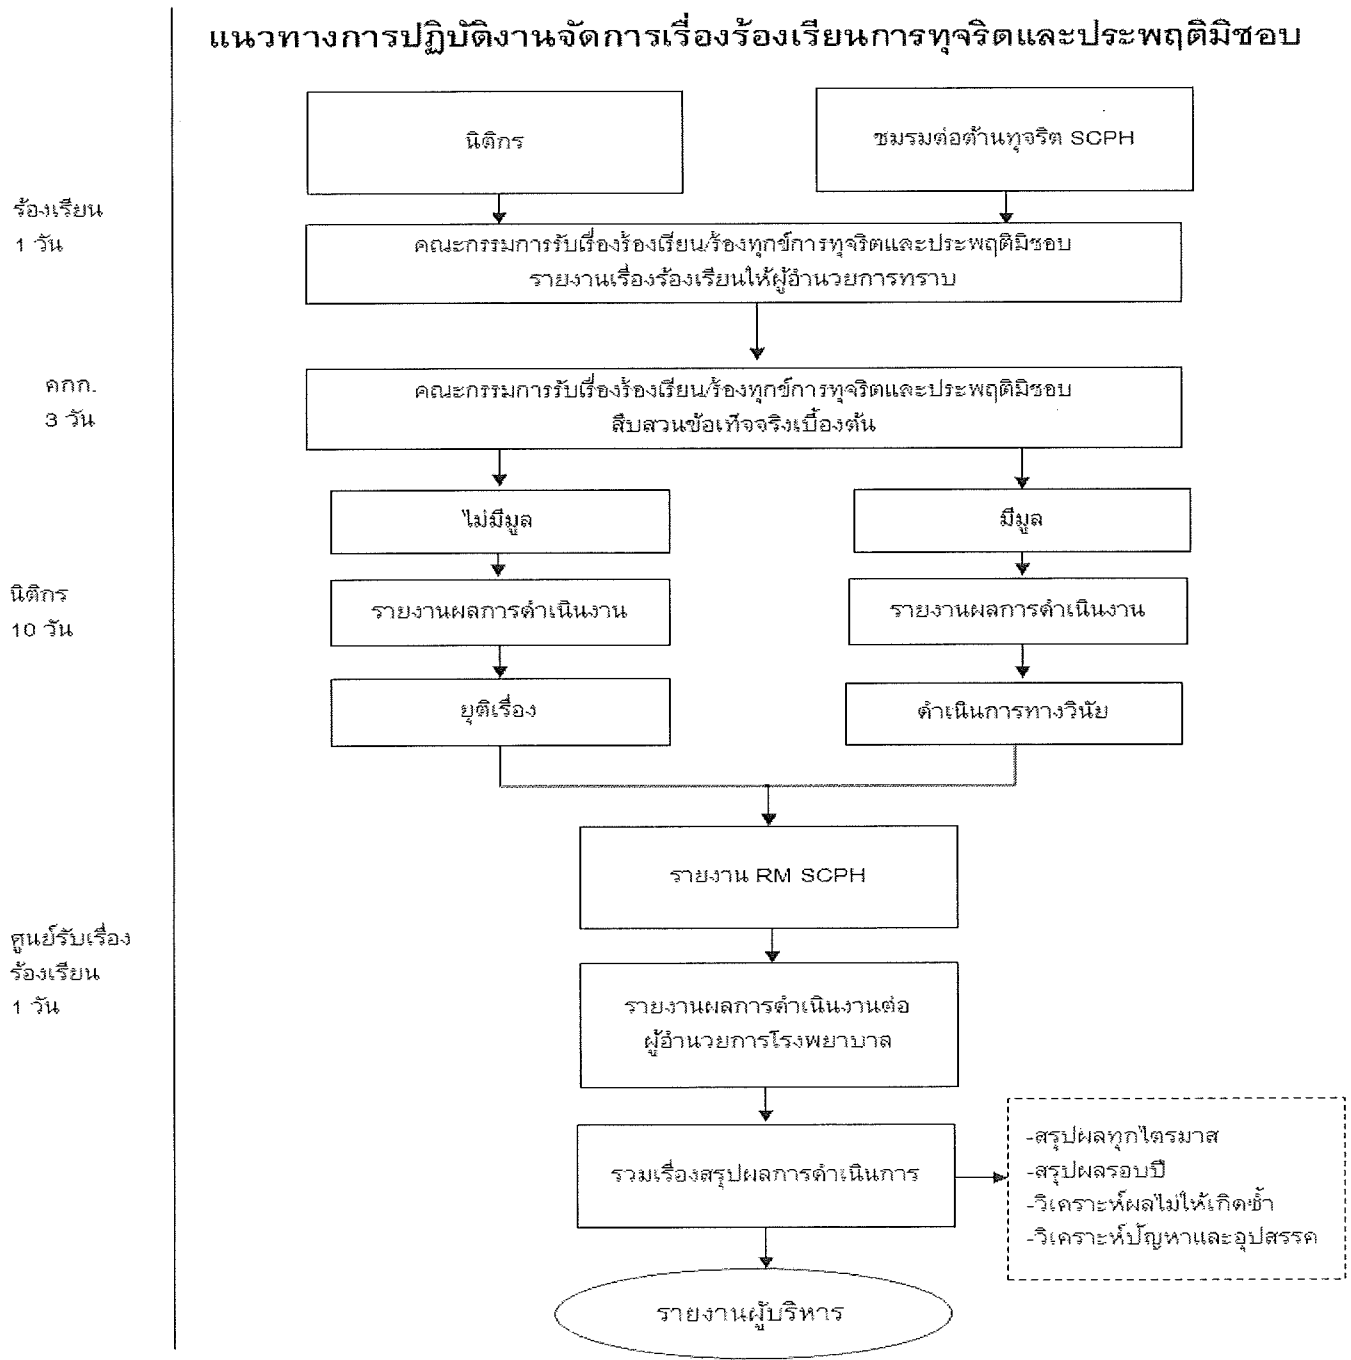 แนวทางการปฏิบัติงานจัดการเรื่องร้องเรียนการทุจริตและประพฤติมิชอบ
นิติกร
ชมรมต่อต้านทุจริต SCPH
ร้องเรียน
1 วัน
คณะกรรมการรับเรื่องร้องเรียน/ร้องทุกข์การทุจริตและประพฤติมิชอบ
รายงานเรื่องร้องเรียนให้ผู้อำนวยการทราบ
คกก.
3 วัน
คณะกรรมการรับเรื่องร้องเรียน/ร้องทุกข์การทุจริตและประพฤติมิชอบ
สืบสวนข้อเท็จจริงเบื้องต้น
ไม่มีมูล
มีมูล
นิติกร
10 วัน
รายงานผลการดำเนินงาน
รายงานผลการดำเนินงาน
ยุติเรื่อง
ดำเนินการทางวินัย
รายงาน RM SCPH
ศูนย์รับเรื่อง
ร้องเรียน
1 วัน
รายงานผลการดำเนินงานต่อ
ผู้อำนวยการโรงพยาบาล
รวมเรื่องสรุปผลการดำเนินการ
-สรุปผลทุกไตรมาส
-สรุปผลรอบปี
-วิเคราะห์ผลไม่ให้เกิดซ้ำ
-วิเคราะห์ปัญหาและอุปสรรค
รายงานผู้บริหาร